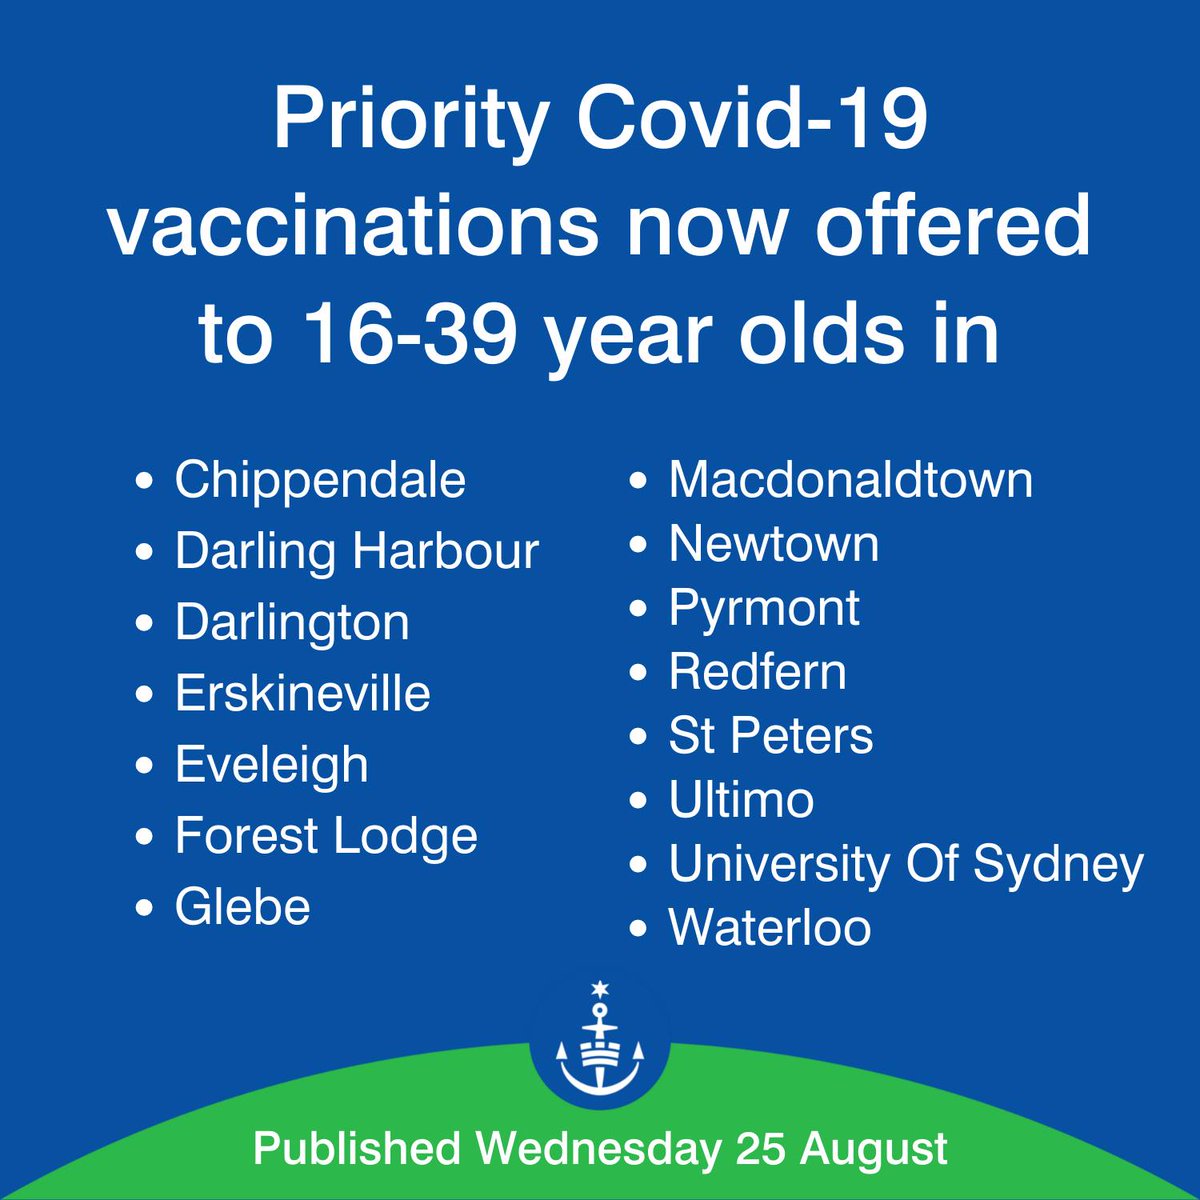 Priority Covid-19
vaccinations now offered
to 16-39 year olds in
• Chippendale
• Darling Harbour
• Darlington
• Erskineville
• Eveleigh
• Forest Lodge
• Glebe
• Macdonaldtown
• Newtown
• Pyrmont
• Redfern
• St Peters
• Ultimo
• University Of Sydney
• Waterloo
Published Wednesday 25 August